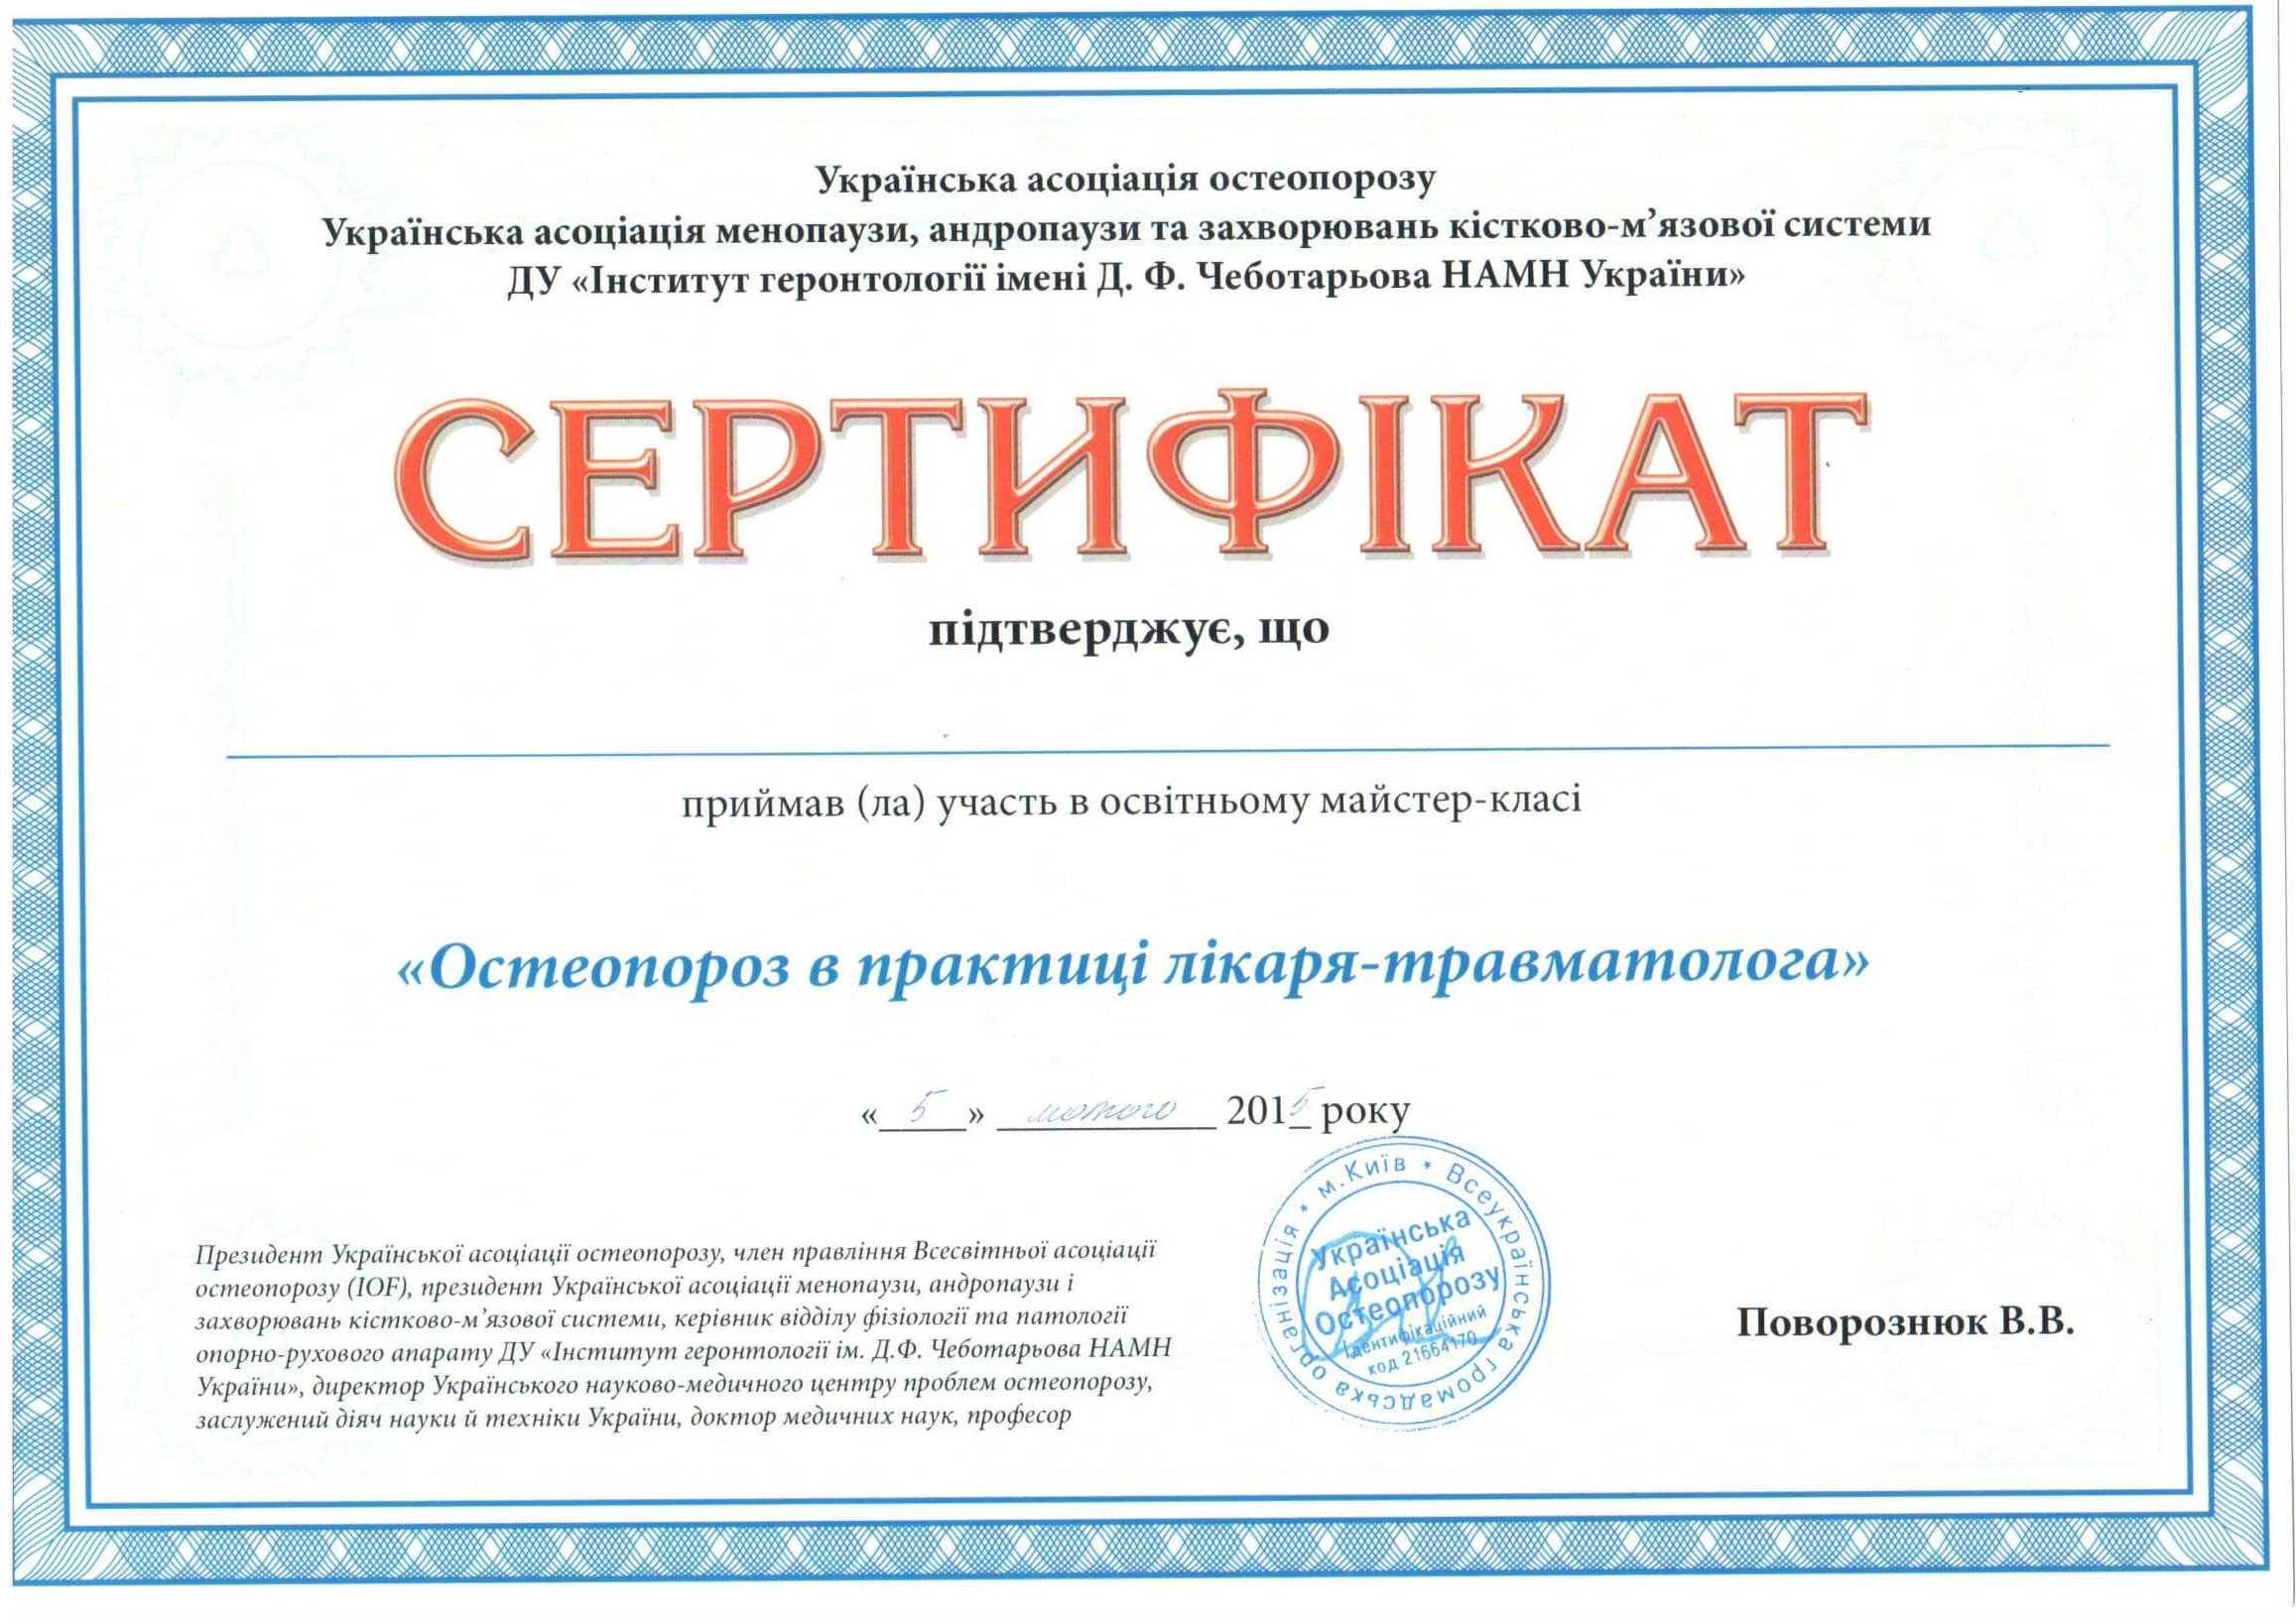 Українська асоціація остеопорозу
Українська асоціація менопаузи, андропаузи та захворювань кістково-м’язової системи
ДУ «Інститут геронтології імені Д. Ф. Чеботарьова НАМН України»
СЕРТИФІКАТ
підтверджує, що
приймав (ла) участь в освітньому майстер-класі
«Остеопороз в практиці лікаря-травматолога»
«5» лютого 2015 року
Президент Української асоціації остеопорозу, член правління Всесвітньої асоціації
остеопорозу (IOF), президент Української асоціації менопаузи, андропаузи і
захворювань кістково-м’язової системи, керівник відділу фізіології та патології
опорно-рухового апарату ДУ «Інститут геронтології ім. Д.Ф. Чеботарьова НАМН
України», директор Українського науково-медичного центру проблем остеопорозу,
заслужений діяч науки й техніки України, доктор медичних наук, професор
м.Київ * Всеукраїнська громадська організація *
Українська
Асоціація
Остеопорозу
Ідентифікаційний
код 21664170
Поворознюк В.В.